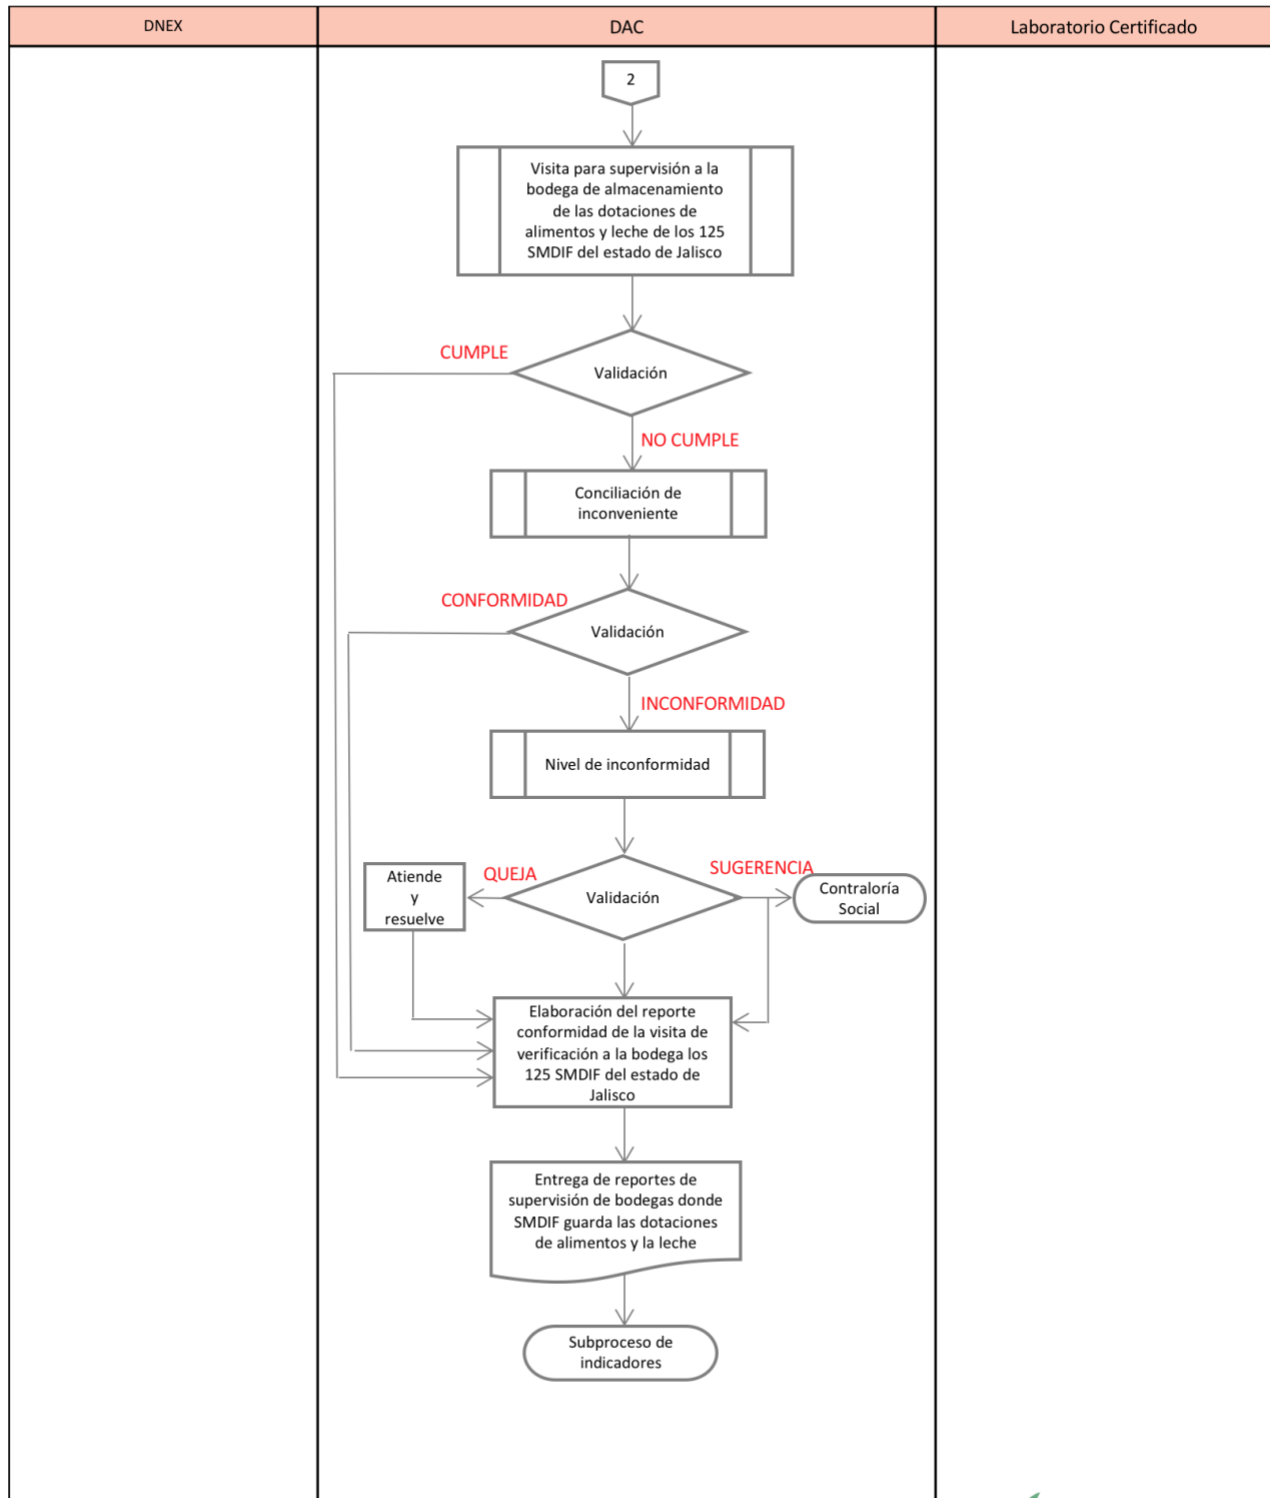 DNEX
DAC
Laboratorio Certificado
2
Visita para supervisión a la
bodega de almacenamiento
de las dotaciones de
alimentos y leche de los 125
SMDIF del estado de Jalisco
CUMPLE
Validación
NO CUMPLE
Conciliación de
inconveniente
CONFORMIDAD
Validación
INCONFORMIDAD
Nivel de inconformidad
QUEJA
SUGERENCIA
Atiende
y
resuelve
Validación
Contraloría
Social
Elaboración del reporte
conformidad de la visita de
verificación a la bodega los
125 SMDIF del estado de
Jalisco
Entrega de reportes de
supervisión de bodegas donde
SMDIF guarda las dotaciones
de alimentos y la leche
Subproceso de
indicadores